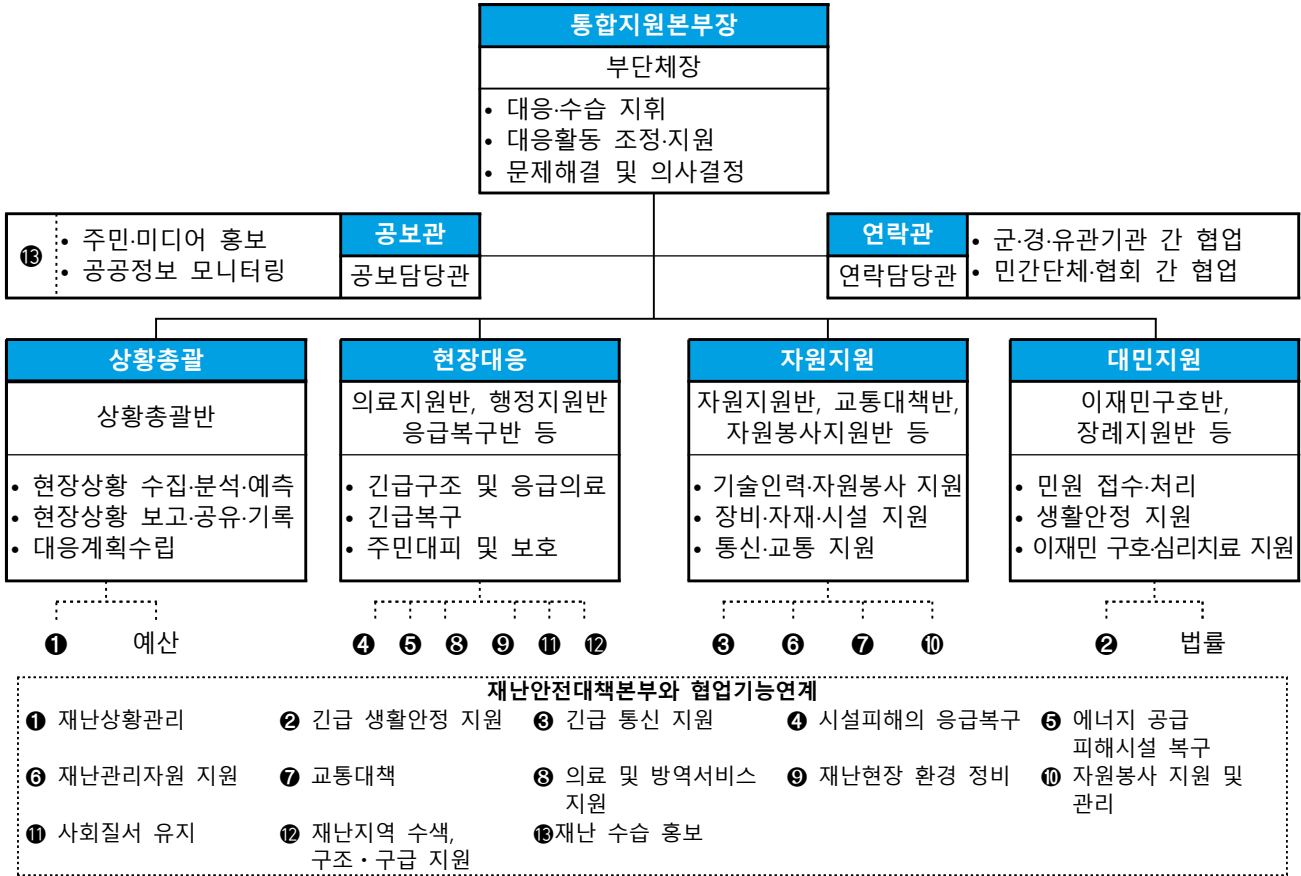 통합지원본부장
부단체장
• 대응·수습 지휘
• 대응활동 조정·지원
• 문제해결 및 의사결정
⓭
• 주민·미디어 홍보
• 공공정보 모니터링
공보관
공보담당관
연락관
연락담당관
• 군·경·유관기관 간 협업
• 민간단체·협회 간 협업
상황총괄
상황총괄반
• 현장상황 수집·분석·예측
• 현장상황 보고·공유·기록
• 대응계획수립
❶ 예산
현장대응
의료지원반, 행정지원반
응급복구반 등
• 긴급구조 및 응급의료
• 긴급복구
• 주민대피 및 보호
❹ ❺ ❽ ❾ ⓫ ⓬
자원지원
자원지원반, 교통대책반,
자원봉사지원반 등
• 기술인력·자원봉사 지원
• 장비·자재·시설 지원
• 통신·교통 지원
❸ ❻ ❼ ❿
대민지원
이재민구호반,
장례지원반 등
• 민원 접수·처리
• 생활안정 지원
• 이재민 구호·심리치료 지원
❷ 법률
재난안전대책본부와 협업기능연계
❶ 재난상황관리
❷ 긴급 생활안정 지원
❸ 긴급 통신 지원
❹ 시설피해의 응급복구
❺ 에너지 공급
피해시설 복구
❻ 재난관리자원 지원
❼ 교통대책
❽ 의료 및 방역서비스
지원
❾ 재난현장 환경 정비
❿ 자원봉사 지원 및
관리
⓫ 사회질서 유지
⓬ 재난지역 수색,
구조・구급 지원
⓭재난 수습 홍보